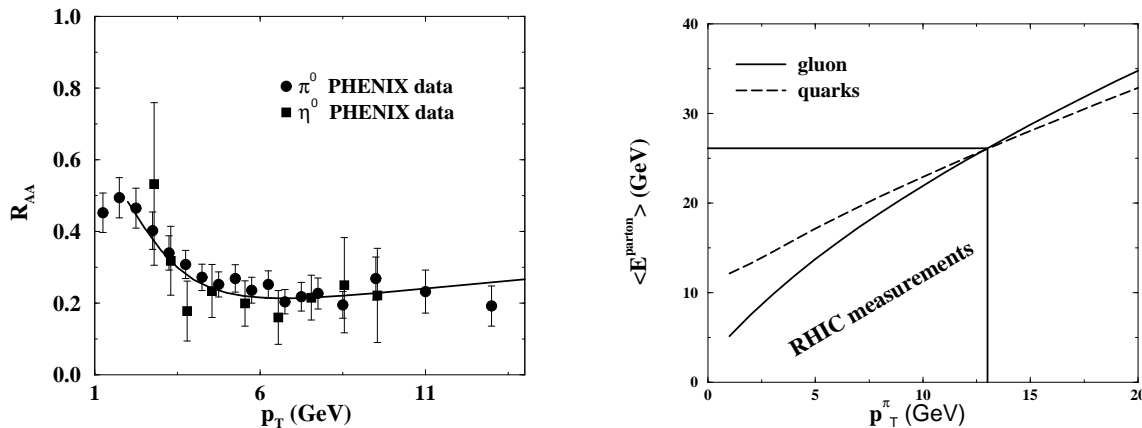 1.0
0.8
0.6
0.4
0.2
0.0
R_AA
π⁰ PHENIX data
η⁰ PHENIX data
1 6 11
p_T (GeV)
40
30
20
10
0
<E^parton> (GeV)
gluon
quarks
RHIC measurements
0 5 10 15 20
p_T^π (GeV)